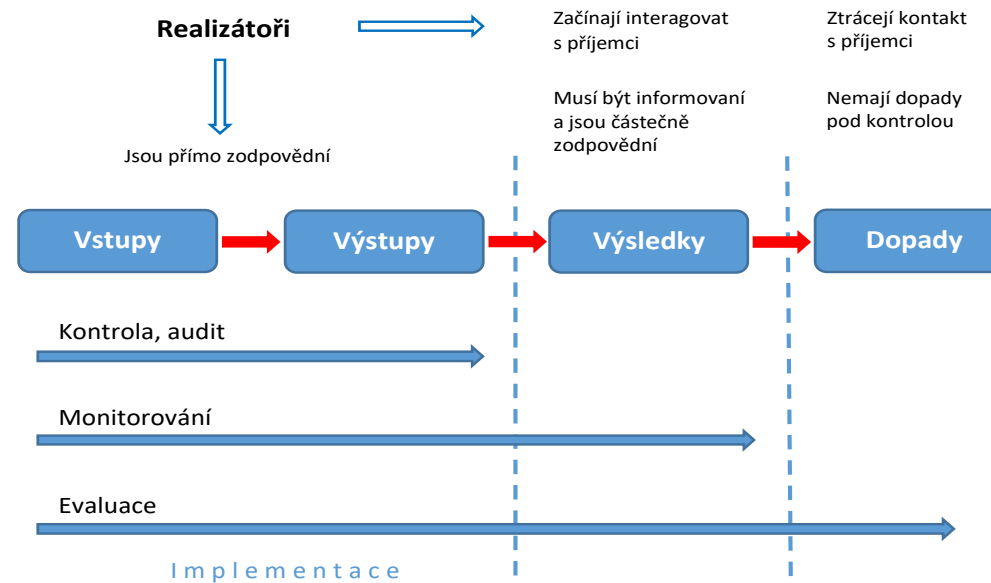 Realizátoři
Začínají interagovat
s příjemci
Ztrácejí kontakt
s příjemci
Musí být informovaní
a jsou částečně
zodpovědní
Nemají dopady
pod kontrolou
Jsou přímo zodpovědní
Vstupy
Výstupy
Výsledky
Dopady
Kontrola, audit
Monitorování
Evaluace
Implementace